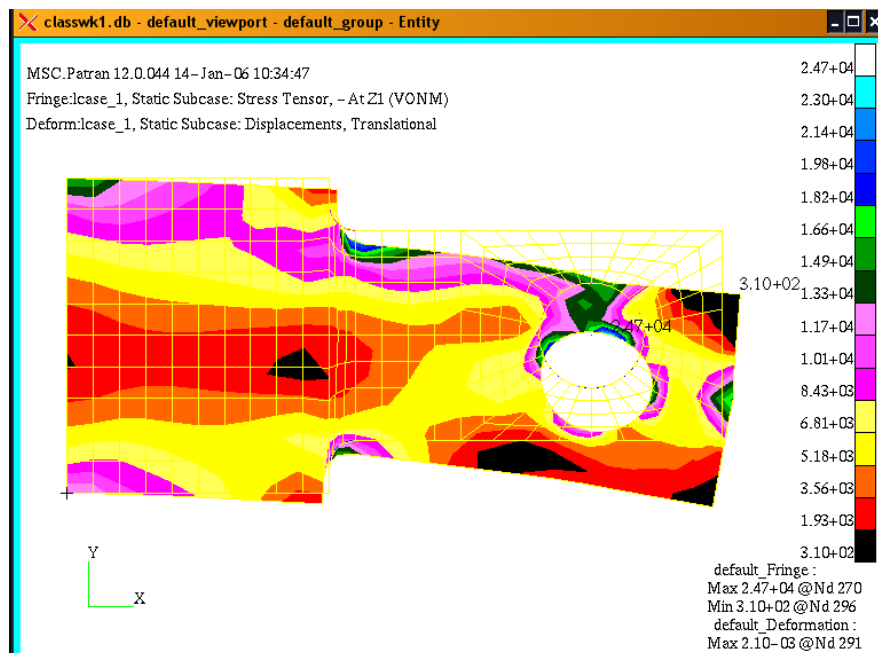 classwk1.db - default_viewport - default_group - Entity
MSC.Patran 12.0.044 14-Jan-06 10:34:47
Fringe:lcase_1, Static Subcase: Stress Tensor, -At Z1 (VONM)
Deform:lcase_1, Static Subcase: Displacements, Translational
2.47+04
2.30+04
2.14+04
1.98+04
1.82+04
1.66+04
1.49+04
1.33+04
1.17+04
1.01+04
8.43+03
6.81+03
5.18+03
3.56+03
1.93+03
3.10+02
3.10+02
2.47+04
Y
X
default_Fringe :
Max 2.47+04 @Nd 270
Min 3.10+02 @Nd 296
default_Deformation :
Max 2.10-03 @Nd 291